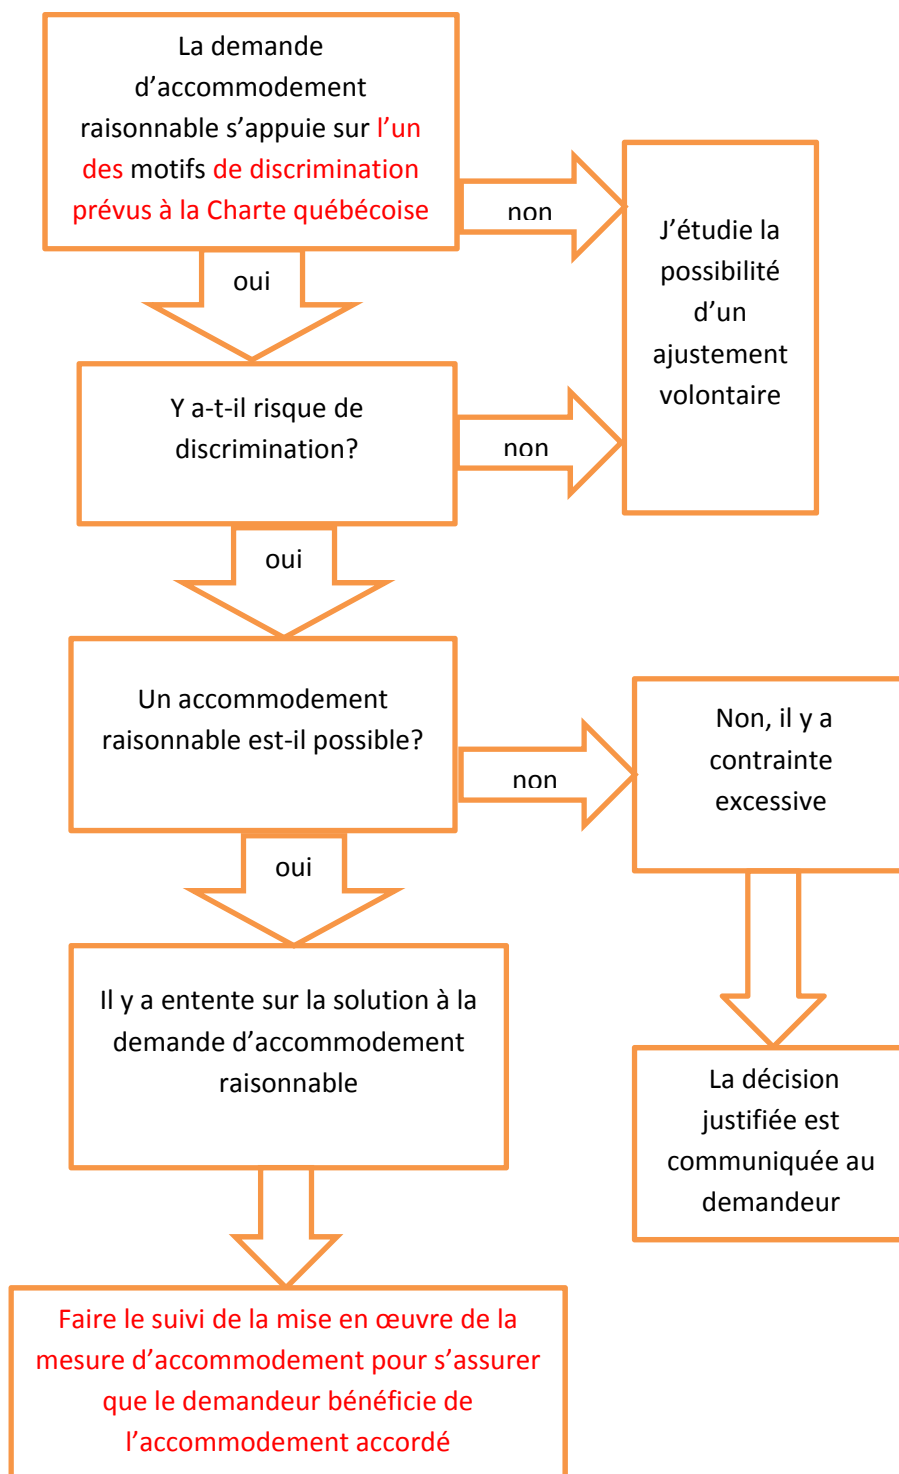 La demande
d’accommodement
raisonnable s’appuie sur l’un
des motifs de discrimination
prévus à la Charte québécoise
non
J’étudie la
possibilité
d’un
ajustement
volontaire
oui
Y a-t-il risque de
discrimination?
non
oui
Un accommodement
raisonnable est-il possible?
non
Non, il y a
contrainte
excessive
oui
Il y a entente sur la solution à la
demande d’accommodement
raisonnable
La décision
justifiée est
communiquée au
demandeur
Faire le suivi de la mise en œuvre de la
mesure d’accommodement pour s’assurer
que le demandeur bénéficie de
l’accommodement accordé